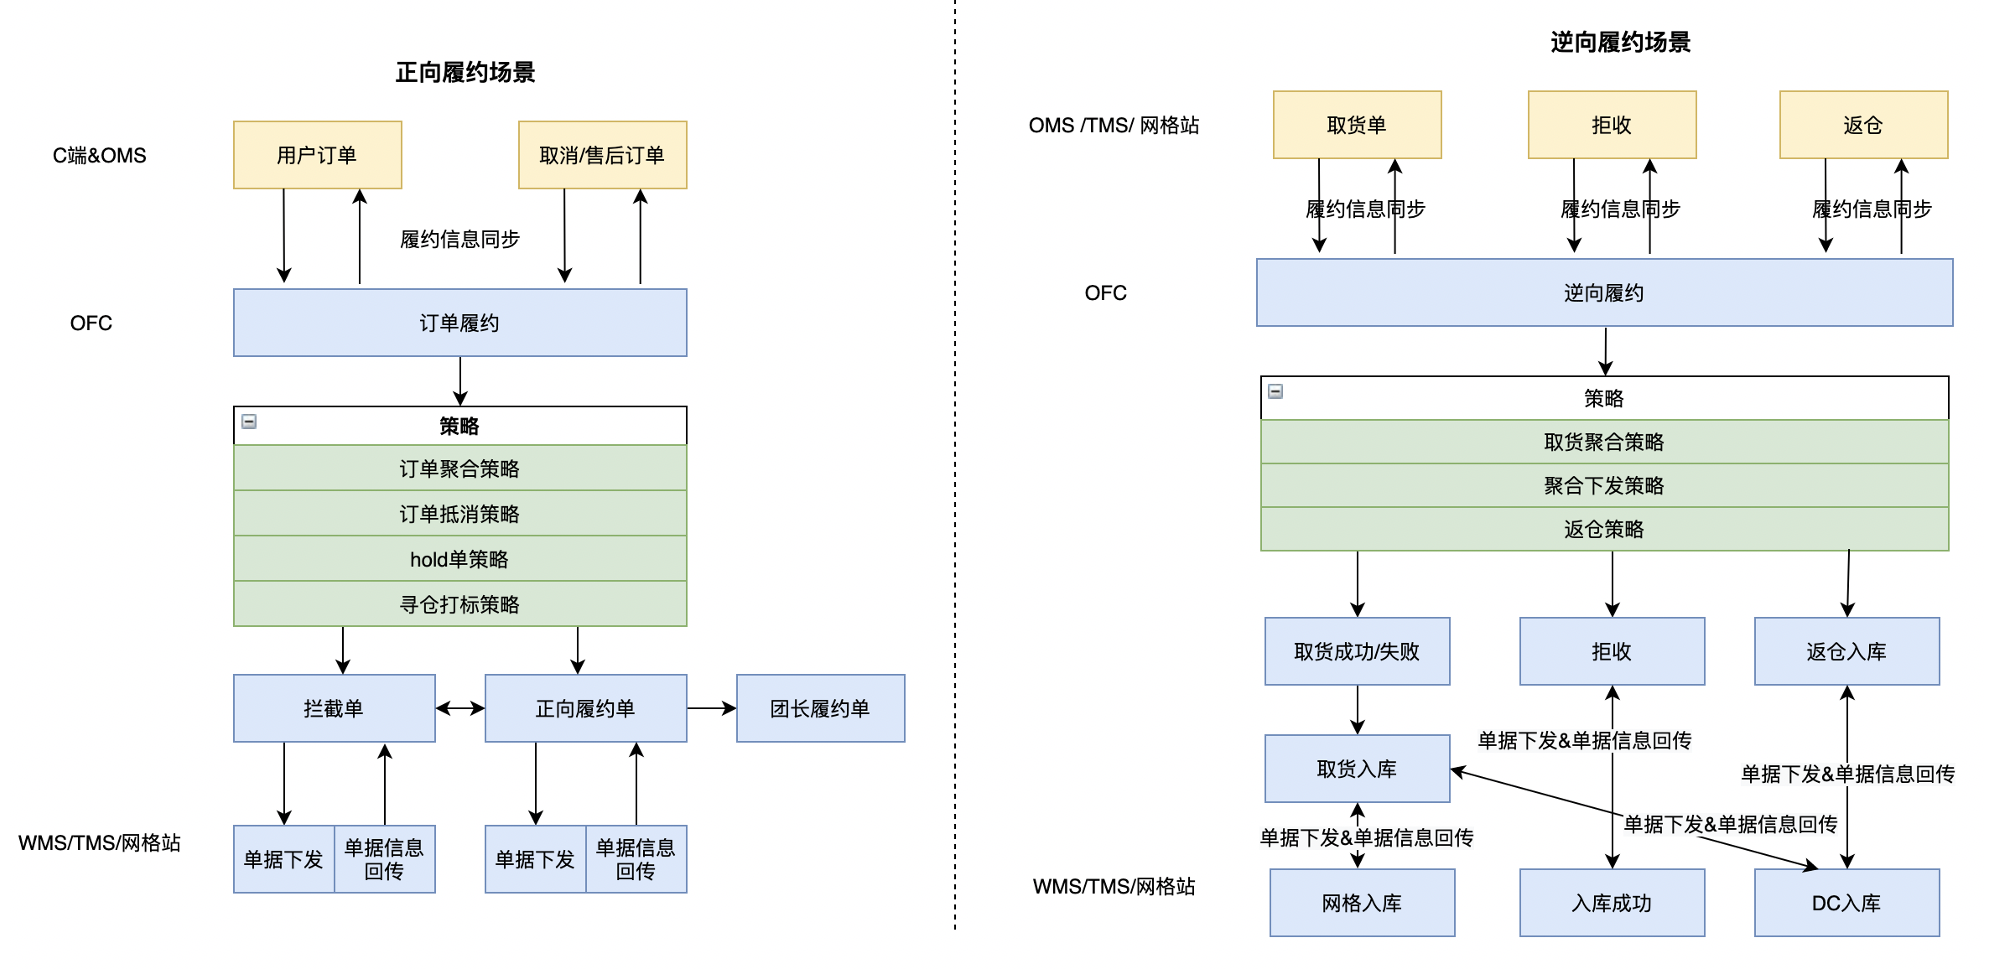 正向履约场景
C端&OMS
用户订单
取消/售后订单
履约信息同步
OFC
订单履约
策略
订单聚合策略
订单抵消策略
hold单策略
寻仓打标策略
拦截单
正向履约单
团长履约单
WMS/TMS/网格站
单据下发
单据信息
回传
单据下发
单据信息
回传
逆向履约场景
OMS /TMS/ 网格站
取货单
拒收
返仓
履约信息同步
履约信息同步
履约信息同步
OFC
逆向履约
策略
取货聚合策略
聚合下发策略
返仓策略
取货成功/失败
拒收
返仓入库
单据下发&单据信息回传
取货入库
单据下发&单据信息回传
单据下发&单据信息回传
单据下发&单据信息回传
WMS/TMS/网格站
网格入库
入库成功
DC入库